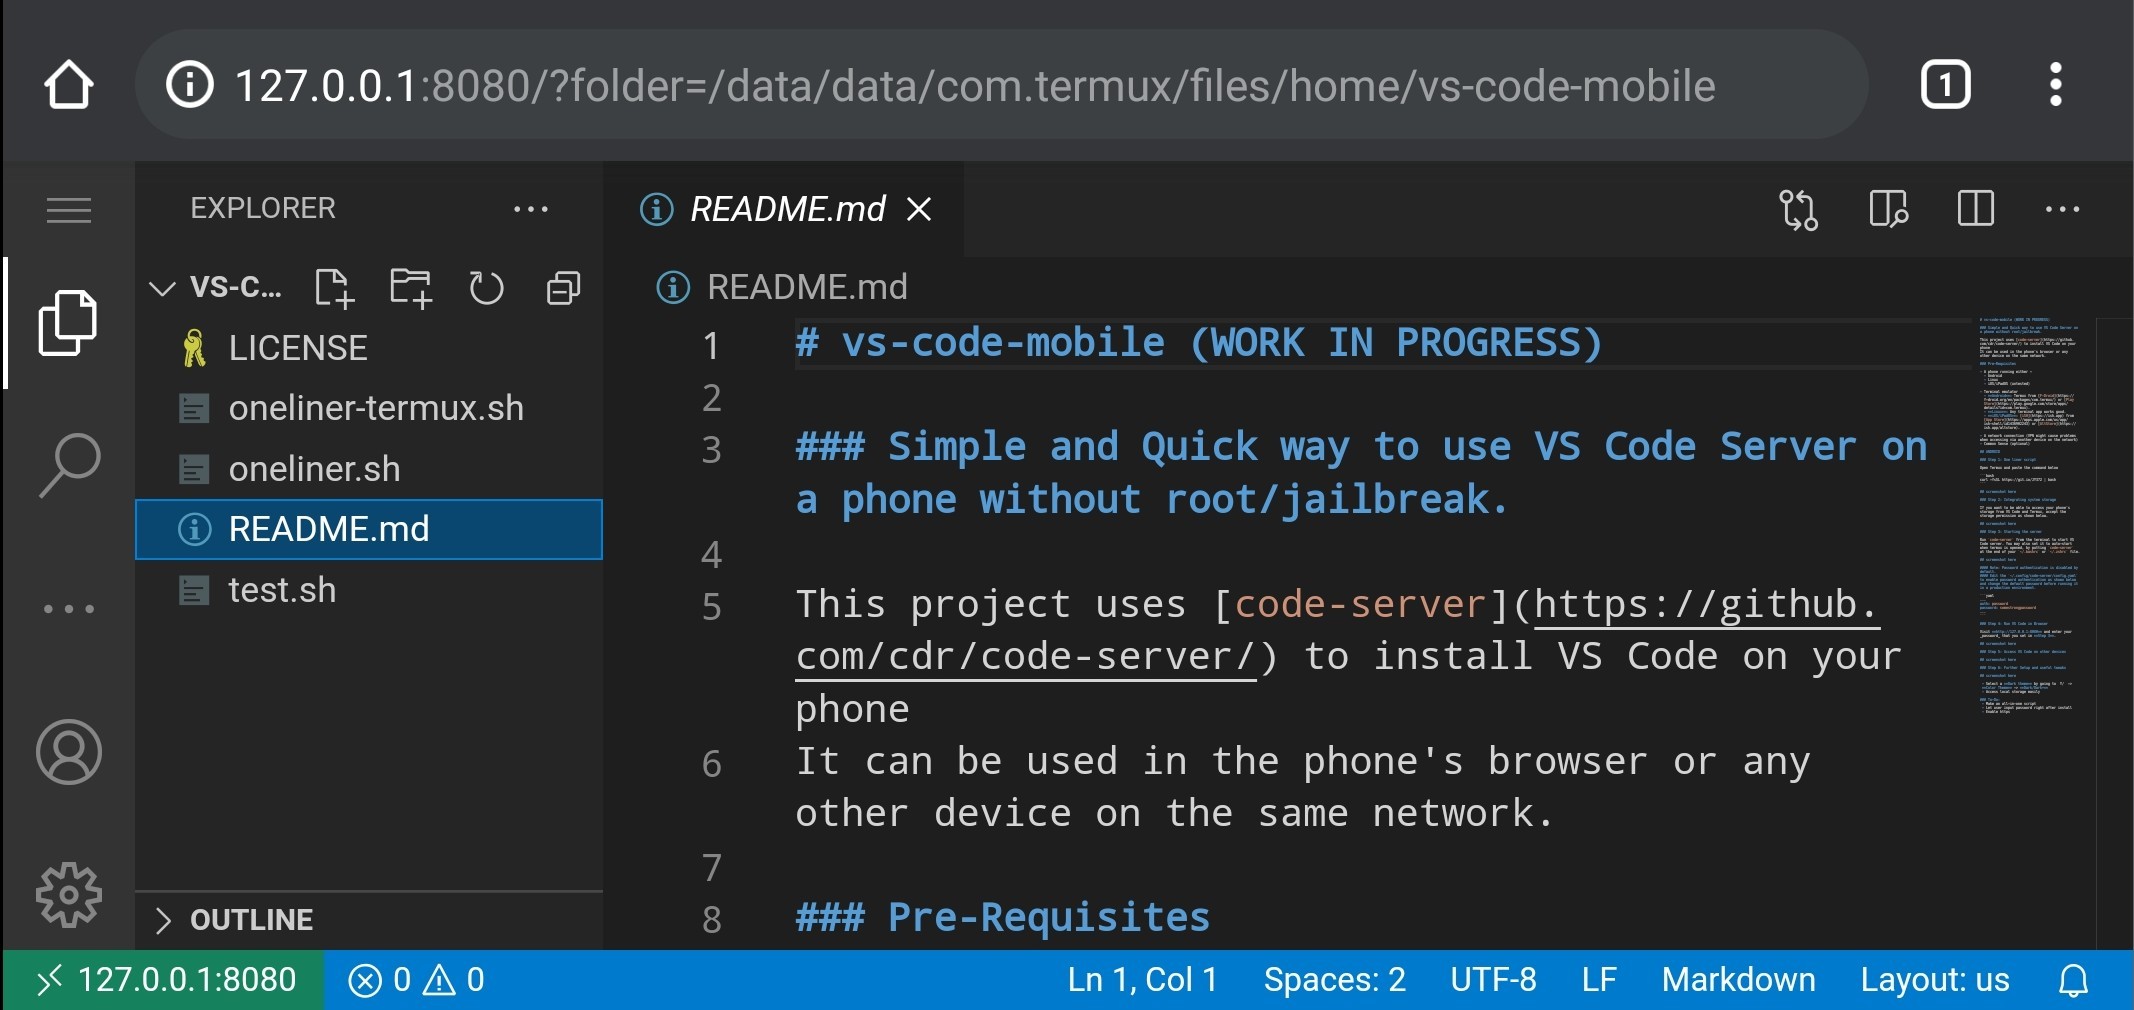 127.0.0.1:8080/?folder=/data/data/com.termux/files/home/vs-code-mobile
1
EXPLORER
README.md
VS-C...
README.md
LICENSE
oneliner-termux.sh
oneliner.sh
README.md
test.sh
OUTLINE
1 # vs-code-mobile (WORK IN PROGRESS)
2
3 ### Simple and Quick way to use VS Code Server on
a phone without root/jailbreak.
4
5 This project uses [code-server](https://github.
com/cdr/code-server/) to install VS Code on your
phone
6 It can be used in the phone's browser or any
other device on the same network.
7
8 ### Pre-Requisites
127.0.0.1:8080 0 0 Ln 1, Col 1 Spaces: 2 UTF-8 LF Markdown Layout: us